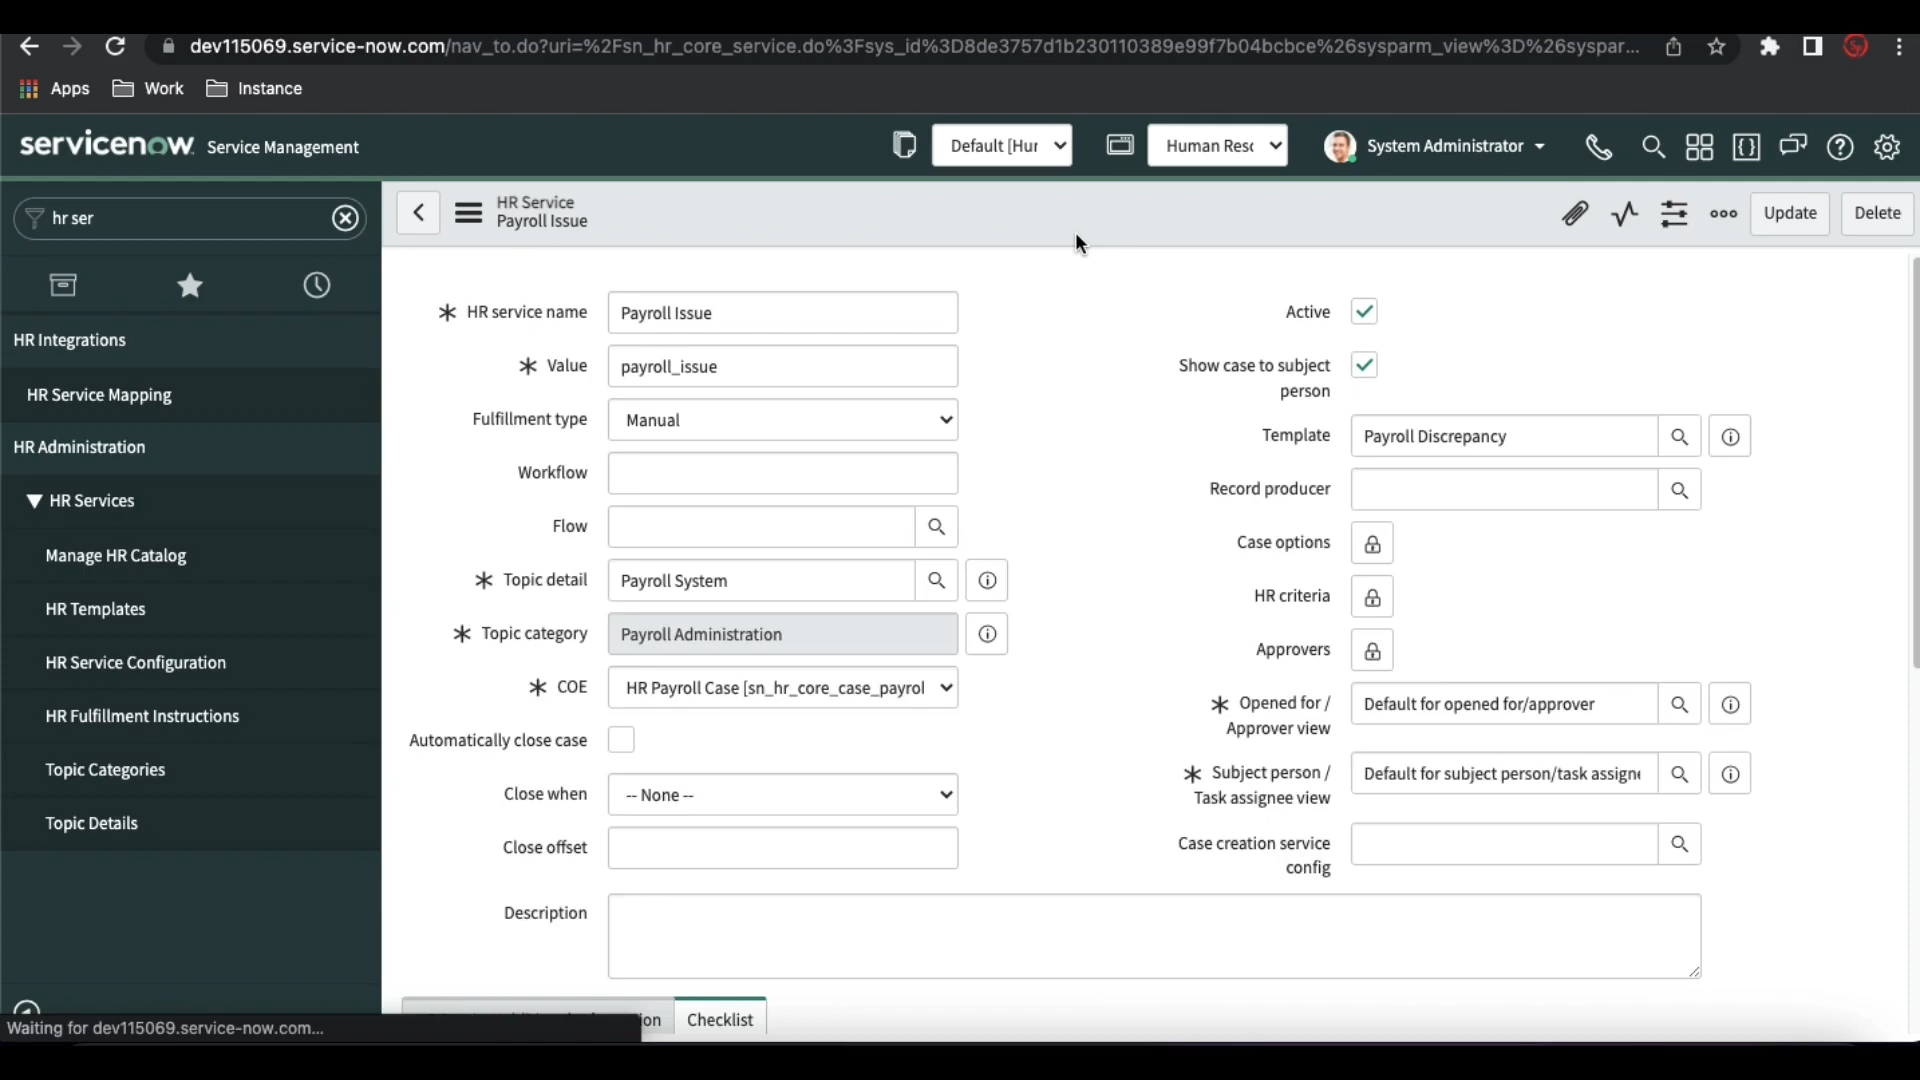 dev115069.service-now.com/nav_to.do?uri=%2Fsn_hr_core_service.do%3Fsys_id%3D8de3757d1b230110389e99f7b04bcbce%26sysparm_view%3D%26syspar...
Apps Work Instance
servicenow. Service Management
Default [Hur
Human Resc
System Administrator
hr ser
HR Service
Payroll Issue
Update
Delete
HR Integrations
HR Service Mapping
HR Administration
HR Services
Manage HR Catalog
HR Templates
HR Service Configuration
HR Fulfillment Instructions
Topic Categories
Topic Details
HR service name Payroll Issue
Value payroll_issue
Fulfillment type Manual
Workflow
Flow
Topic detail Payroll System
Topic category Payroll Administration
COE HR Payroll Case [sn_hr_core_case_payrol
Automatically close case
Close when -- None --
Close offset
Active
Show case to subject
person
Template Payroll Discrepancy
Record producer
Case options
HR criteria
Approvers
Opened for / Default for opened for/approver
Approver view
Subject person / Default for subject person/task assigne
Task assignee view
Case creation service
config
Description
Checklist
Waiting for dev115069.service-now.com...